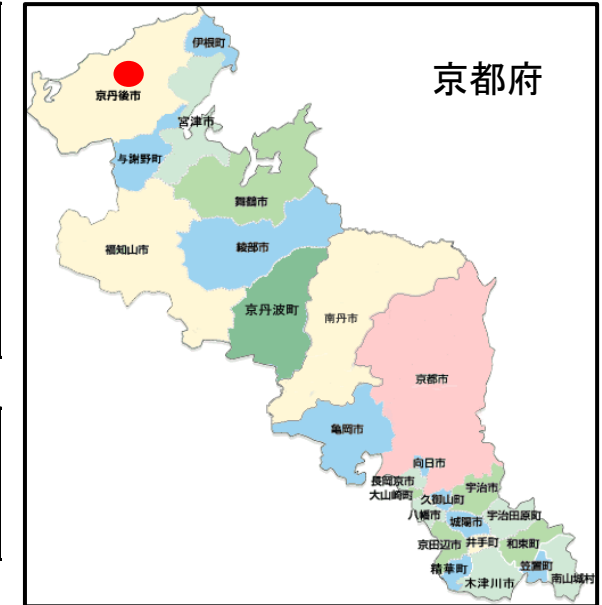 京都府
伊根町
京丹後市
宮津市
与謝野町
舞鶴市
福知山市
綾部市
京丹波町
南丹市
京都市
亀岡市
向日市
長岡京市
大山崎町
宇治市
久御山町
八幡市
城陽市
宇治田原町
京田辺市
井手町
和束町
精華町
笠置町
木津川市
南山城村